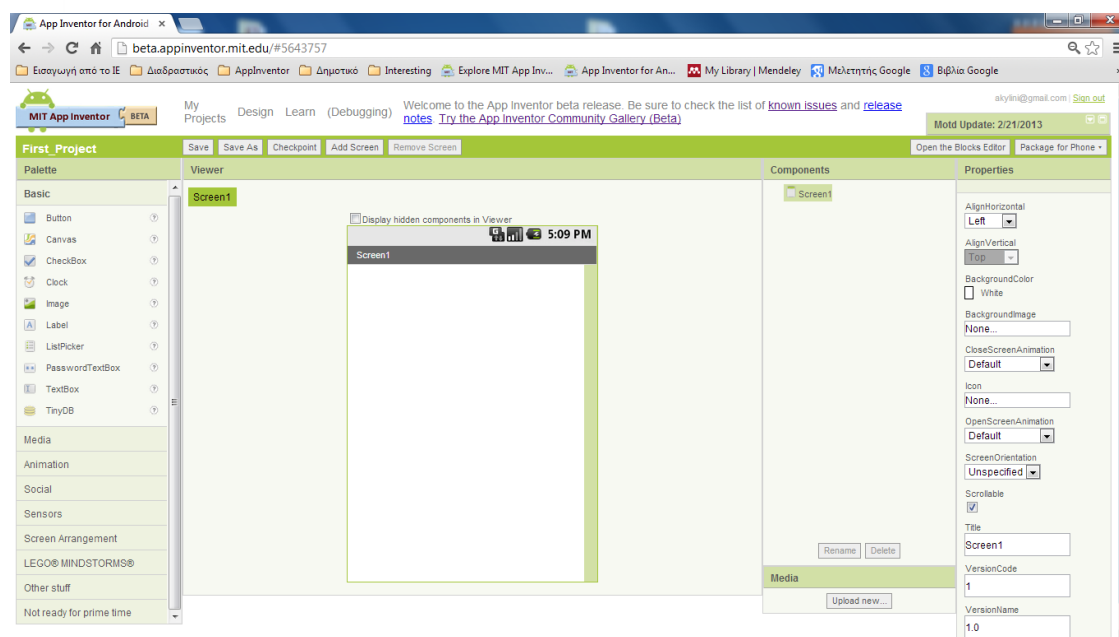 App Inventor for Android
beta.appinventor.mit.edu/#5643757
Εισαγωγή από το IE Διαδραστικός AppInventor Δημοτικό Interesting Explore MIT App Inv... App Inventor for An... My Library | Mendeley Μελετητής Google Βιβλία Google
MIT App Inventor BETA
My Projects Design Learn (Debugging)
Welcome to the App Inventor beta release. Be sure to check the list of known issues and release
notes. Try the App Inventor Community Gallery (Beta)
akylini@gmail.com | Sign out
Motd Update: 2/21/2013
First_Project Save Save As Checkpoint Add Screen Remove Screen Open the Blocks Editor Package for Phone
Palette Viewer Components Properties
Basic
Button
Canvas
CheckBox
Clock
Image
Label
ListPicker
PasswordTextBox
TextBox
TinyDB
Media
Animation
Social
Sensors
Screen Arrangement
LEGO® MINDSTORMS®
Other stuff
Not ready for prime time
Screen1
Display hidden components in Viewer
5:09 PM
Screen1
Screen1
Rename Delete
Media
Upload new...
AlignHorizontal
Left
AlignVertical
Top
BackgroundColor
White
BackgroundImage
None...
CloseScreenAnimation
Default
Icon
None...
OpenScreenAnimation
Default
ScreenOrientation
Unspecified
Scrollable
Title
Screen1
VersionCode
1
VersionName
1.0